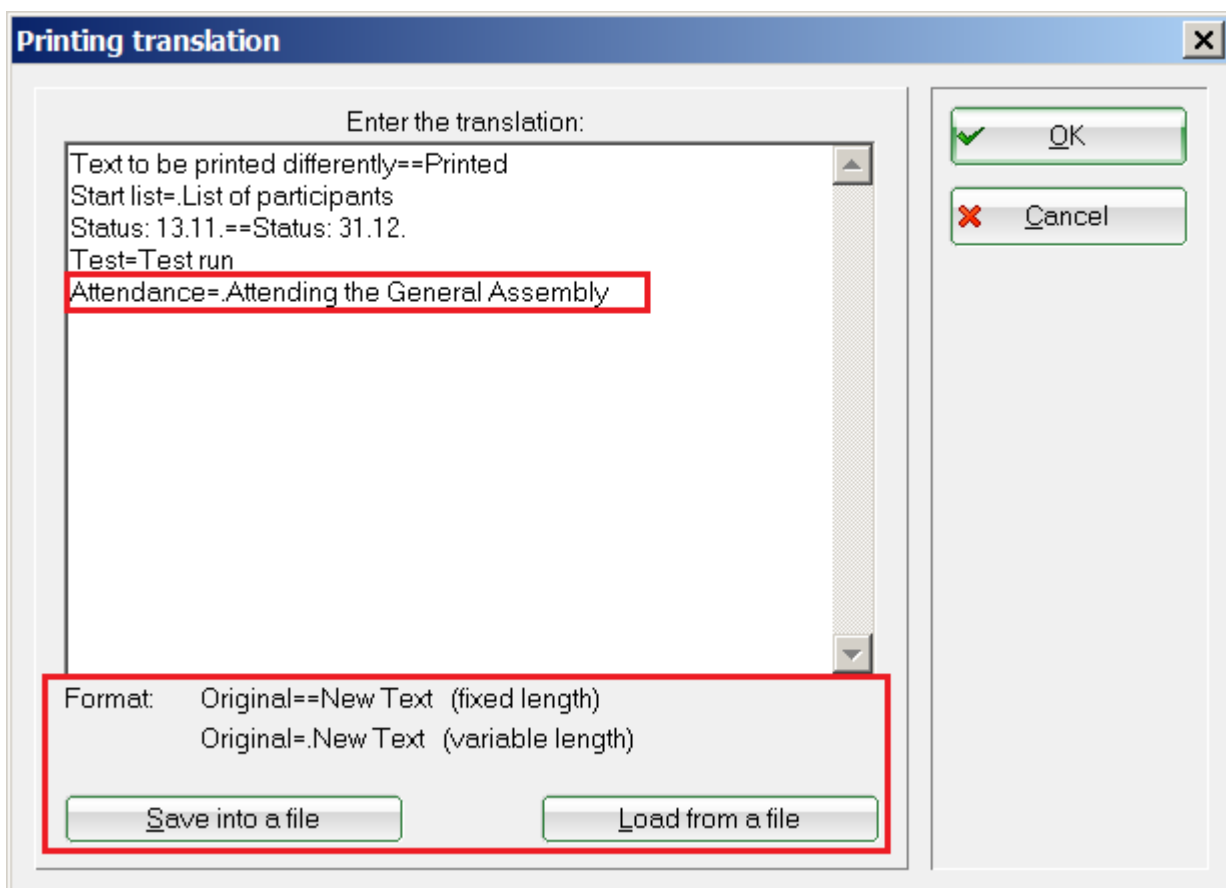 Printing translation
Enter the translation:
Text to be printed differently==Printed
Start list=.List of participants
Status: 13.11.==Status: 31.12.
Test=Test run
Attendance=.Attending the General Assembly
Format: Original==New Text (fixed length)
Original=.New Text (variable length)
Save into a file
Load from a file
OK
Cancel